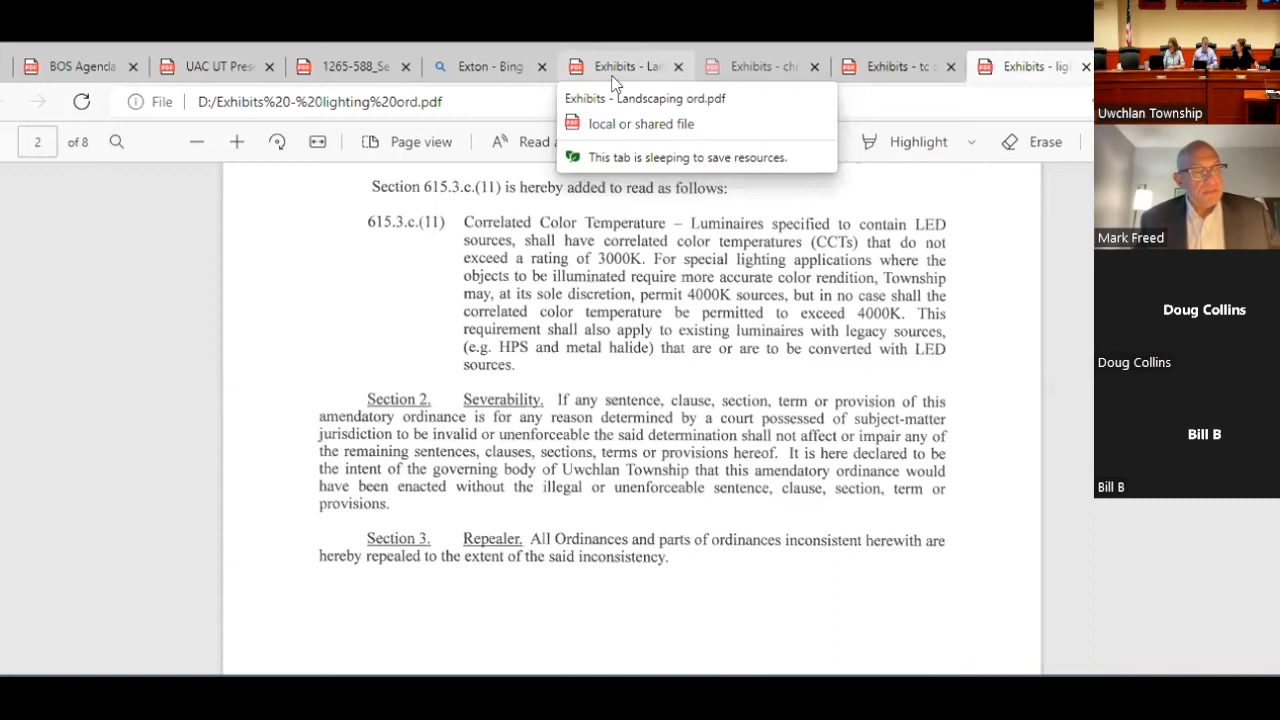 BOS Agenda
UAC UT Pres
1265-588_Se
Exton - Bing
Exhibits - La
Exhibits - ch
Exhibits - tc
Exhibits - lig
File D:/Exhibits%20-%20lighting%20ord.pdf
Exhibits - Landscaping ord.pdf
local or shared file
This tab is sleeping to save resources.
2 of 8
Page view
Read a
Highlight
Erase
Section 615.3.c.(11) is hereby added to read as follows:
615.3.c.(11) Correlated Color Temperature – Luminaires specified to contain LED
sources, shall have correlated color temperatures (CCTs) that do not
exceed a rating of 3000K. For special lighting applications where the
objects to be illuminated require more accurate color rendition, Township
may, at its sole discretion, permit 4000K sources, but in no case shall the
correlated color temperature be permitted to exceed 4000K. This
requirement shall also apply to existing luminaires with legacy sources,
(e.g. HPS and metal halide) that are or are to be converted with LED
sources.
Section 2. Severability. If any sentence, clause, section, term or provision of this
amendatory ordinance is for any reason determined by a court possessed of subject-matter
jurisdiction to be invalid or unenforceable the said determination shall not affect or impair any of
the remaining sentences, clauses, sections, terms or provisions hereof. It is here declared to be
the intent of the governing body of Uwchlan Township that this amendatory ordinance would
have been enacted without the illegal or unenforceable sentence, clause, section, term or
provisions.
Section 3. Repealer. All Ordinances and parts of ordinances inconsistent herewith are
hereby repealed to the extent of the said inconsistency.
Uwchlan Township
Mark Freed
Doug Collins
Doug Collins
Bill B
Bill B